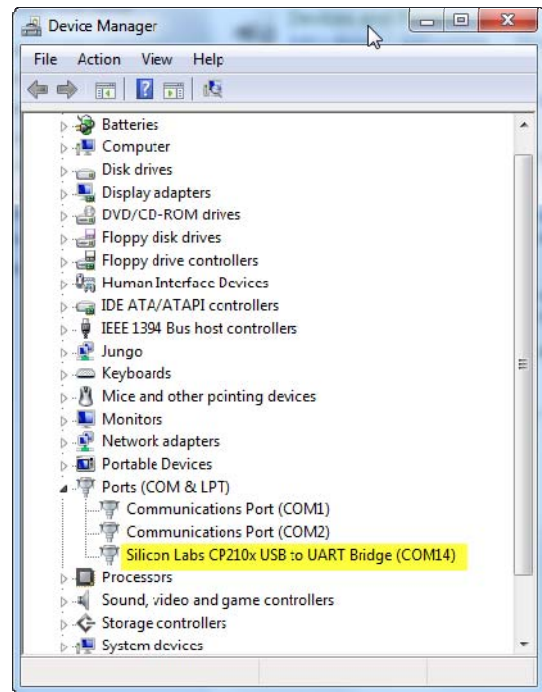 Device Manager
File Action View Help
Batteries
Computer
Disk drives
Display adapters
DVD/CD-ROM drives
Floppy disk drives
Floppy drive controllers
Human Interface Devices
IDE ATA/ATAPI controllers
IEEE 1394 Bus host controllers
Jungo
Keyboards
Mice and other pointing devices
Monitors
Network adapters
Portable Devices
Ports (COM & LPT)
Communications Port (COM1)
Communications Port (COM2)
Silicon Labs CP210x USB to UART Bridge (COM14)
Processors
Sound, video and game controllers
Storage controllers
System devices